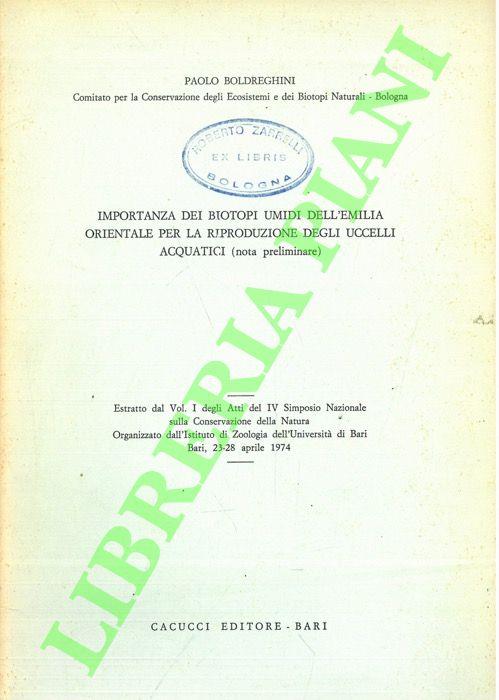 PAOLO BOLDREGHINI
Comitato per la Conservazione degli Ecosistemi e dei Biotopi Naturali - Bologna
ROBERTO ZARRELLI
EX LIBRIS
BOLOGNA
IMPORTANZA DEI BIOTOPI UMIDI DELL'EMILIA
ORIENTALE PER LA RIPRODUZIONE DEGLI UCCELLI
ACQUATICI (nota preliminare)
Estratto dal Vol. I degli Atti del IV Simposio Nazionale
sulla Conservazione della Natura
Organizzato dall'Istituto di Zoologia dell'Università di Bari
Bari, 23-28 aprile 1974
CACUCCI EDITORE - BARI
LIBRERIA PIANI